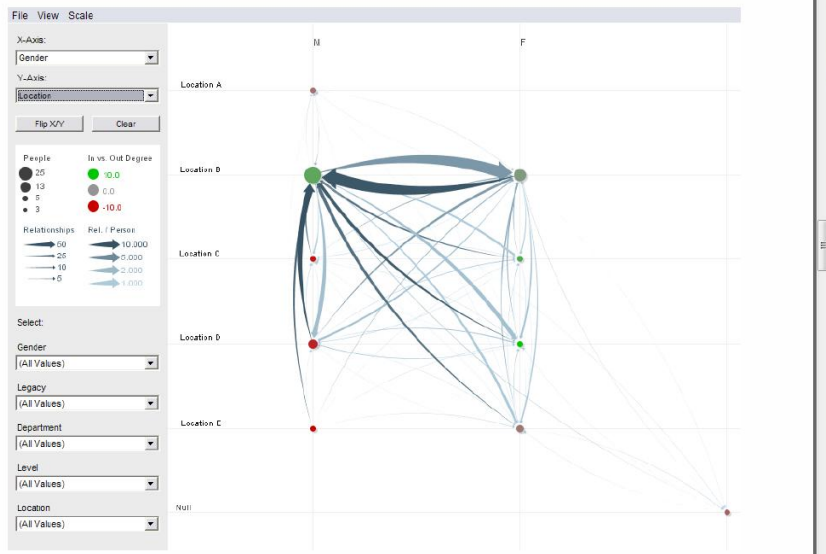 File View Scale
X-Axis:
Gender
Y-Axis:
Location
Flip X/Y Clear
People In vs. Out Degree
25 10.0
13 0.0
5 -10.0
3
Relationships Rel. / Person
50 10.000
25 5.000
10 2.000
5 1.000
Select:
Gender
(All Values)
Legacy
(All Values)
Department
(All Values)
Level
(All Values)
Location
(All Values)
M F
Location A
Location B
Location C
Location D
Location E
Null